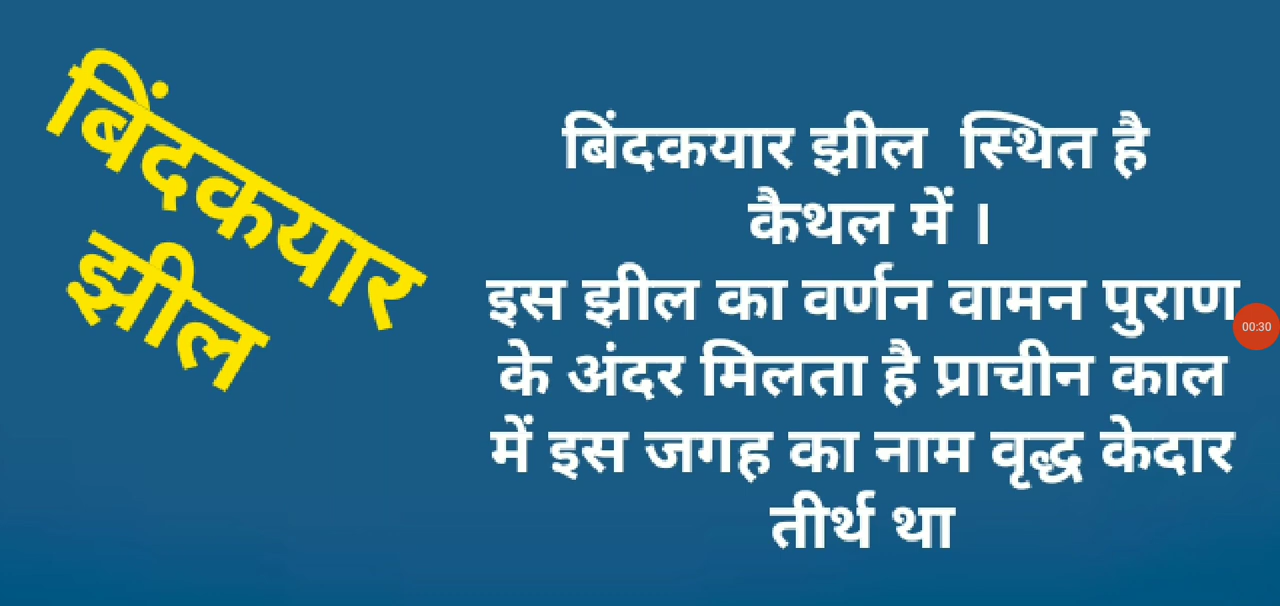 बिंदकयार
झील
बिंदकयार झील  स्थित है
कैथल में ।
इस झील का वर्णन वामन पुराण
के अंदर मिलता है प्राचीन काल
में इस जगह का नाम वृद्ध केदार
तीर्थ था
00:30